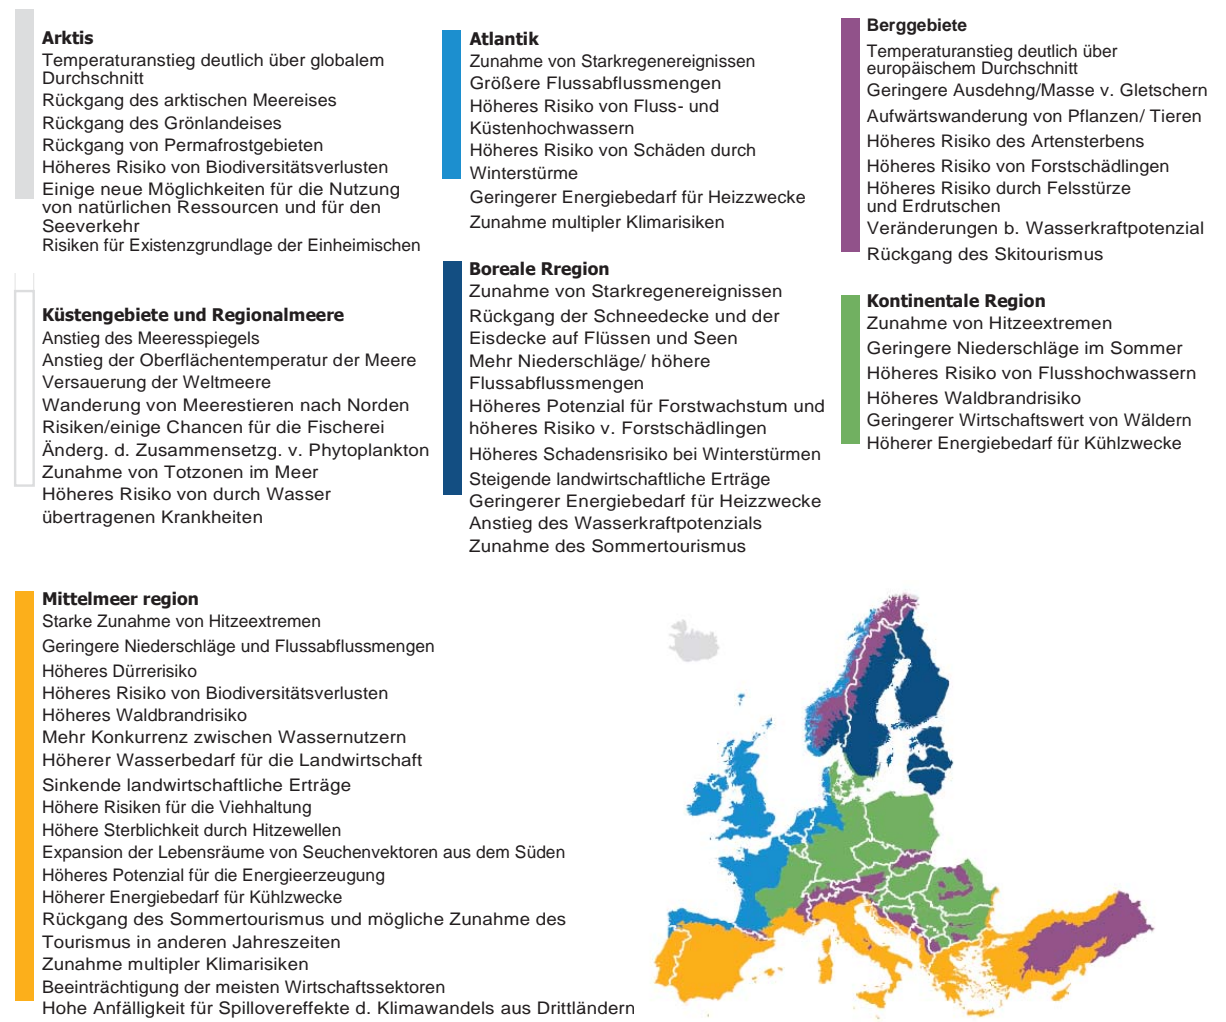 Arktis
Temperaturanstieg deutlich über globalem
Durchschnitt
Rückgang des arktischen Meereises
Rückgang des Grönlandeises
Rückgang von Permafrostgebieten
Höheres Risiko von Biodiversitätsverlusten
Einige neue Möglichkeiten für die Nutzung
von natürlichen Ressourcen und für den
Seeverkehr
Risiken für Existenzgrundlage der Einheimischen
Küstengebiete und Regionalmeere
Anstieg des Meeresspiegels
Anstieg der Oberflächentemperatur der Meere
Versauerung der Weltmeere
Wanderung von Meerestieren nach Norden
Risiken/einige Chancen für die Fischerei
Änderg. d. Zusammensetzg. v. Phytoplankton
Zunahme von Totzonen im Meer
Höheres Risiko von durch Wasser
übertragenen Krankheiten
Atlantik
Zunahme von Starkregenereignissen
Größere Flussabflussmengen
Höheres Risiko von Fluss- und
Küstenhochwassern
Höheres Risiko von Schäden durch
Winterstürme
Geringerer Energiebedarf für Heizzwecke
Zunahme multipler Klimarisiken
Boreale Rregion
Zunahme von Starkregenereignissen
Rückgang der Schneedecke und der
Eisdecke auf Flüssen und Seen
Mehr Niederschläge/ höhere
Flussabflussmengen
Höheres Potenzial für Forstwachstum und
höheres Risiko v. Forstschädlingen
Höheres Schadensrisiko bei Winterstürmen
Steigende landwirtschaftliche Erträge
Geringerer Energiebedarf für Heizzwecke
Anstieg des Wasserkraftpotenzials
Zunahme des Sommertourismus
Berggebiete
Temperaturanstieg deutlich über
europäischem Durchschnitt
Geringere Ausdehng/Masse v. Gletschern
Aufwärtswanderung von Pflanzen/ Tieren
Höheres Risiko des Artensterbens
Höheres Risiko von Forstschädlingen
Höheres Risiko durch Felsstürze
und Erdrutschen
Veränderungen b. Wasserkraftpotenzial
Rückgang des Skitourismus
Kontinentale Region
Zunahme von Hitzeextremen
Geringere Niederschläge im Sommer
Höheres Risiko von Flusshochwassern
Höheres Waldbrandrisiko
Geringerer Wirtschaftswert von Wäldern
Höherer Energiebedarf für Kühlzwecke
Mittelmeer region
Starke Zunahme von Hitzeextremen
Geringere Niederschläge und Flussabflussmengen
Höheres Dürrerisiko
Höheres Risiko von Biodiversitätsverlusten
Höheres Waldbrandrisiko
Mehr Konkurrenz zwischen Wassernutzern
Höherer Wasserbedarf für die Landwirtschaft
Sinkende landwirtschaftliche Erträge
Höhere Risiken für die Viehhaltung
Höhere Sterblichkeit durch Hitzewellen
Expansion der Lebensräume von Seuchenvektoren aus dem Süden
Höheres Potenzial für die Energieerzeugung
Höherer Energiebedarf für Kühlzwecke
Rückgang des Sommertourismus und mögliche Zunahme des
Tourismus in anderen Jahreszeiten
Zunahme multipler Klimarisiken
Beeinträchtigung der meisten Wirtschaftssektoren
Hohe Anfälligkeit für Spillovereffekte d. Klimawandels aus Drittländern